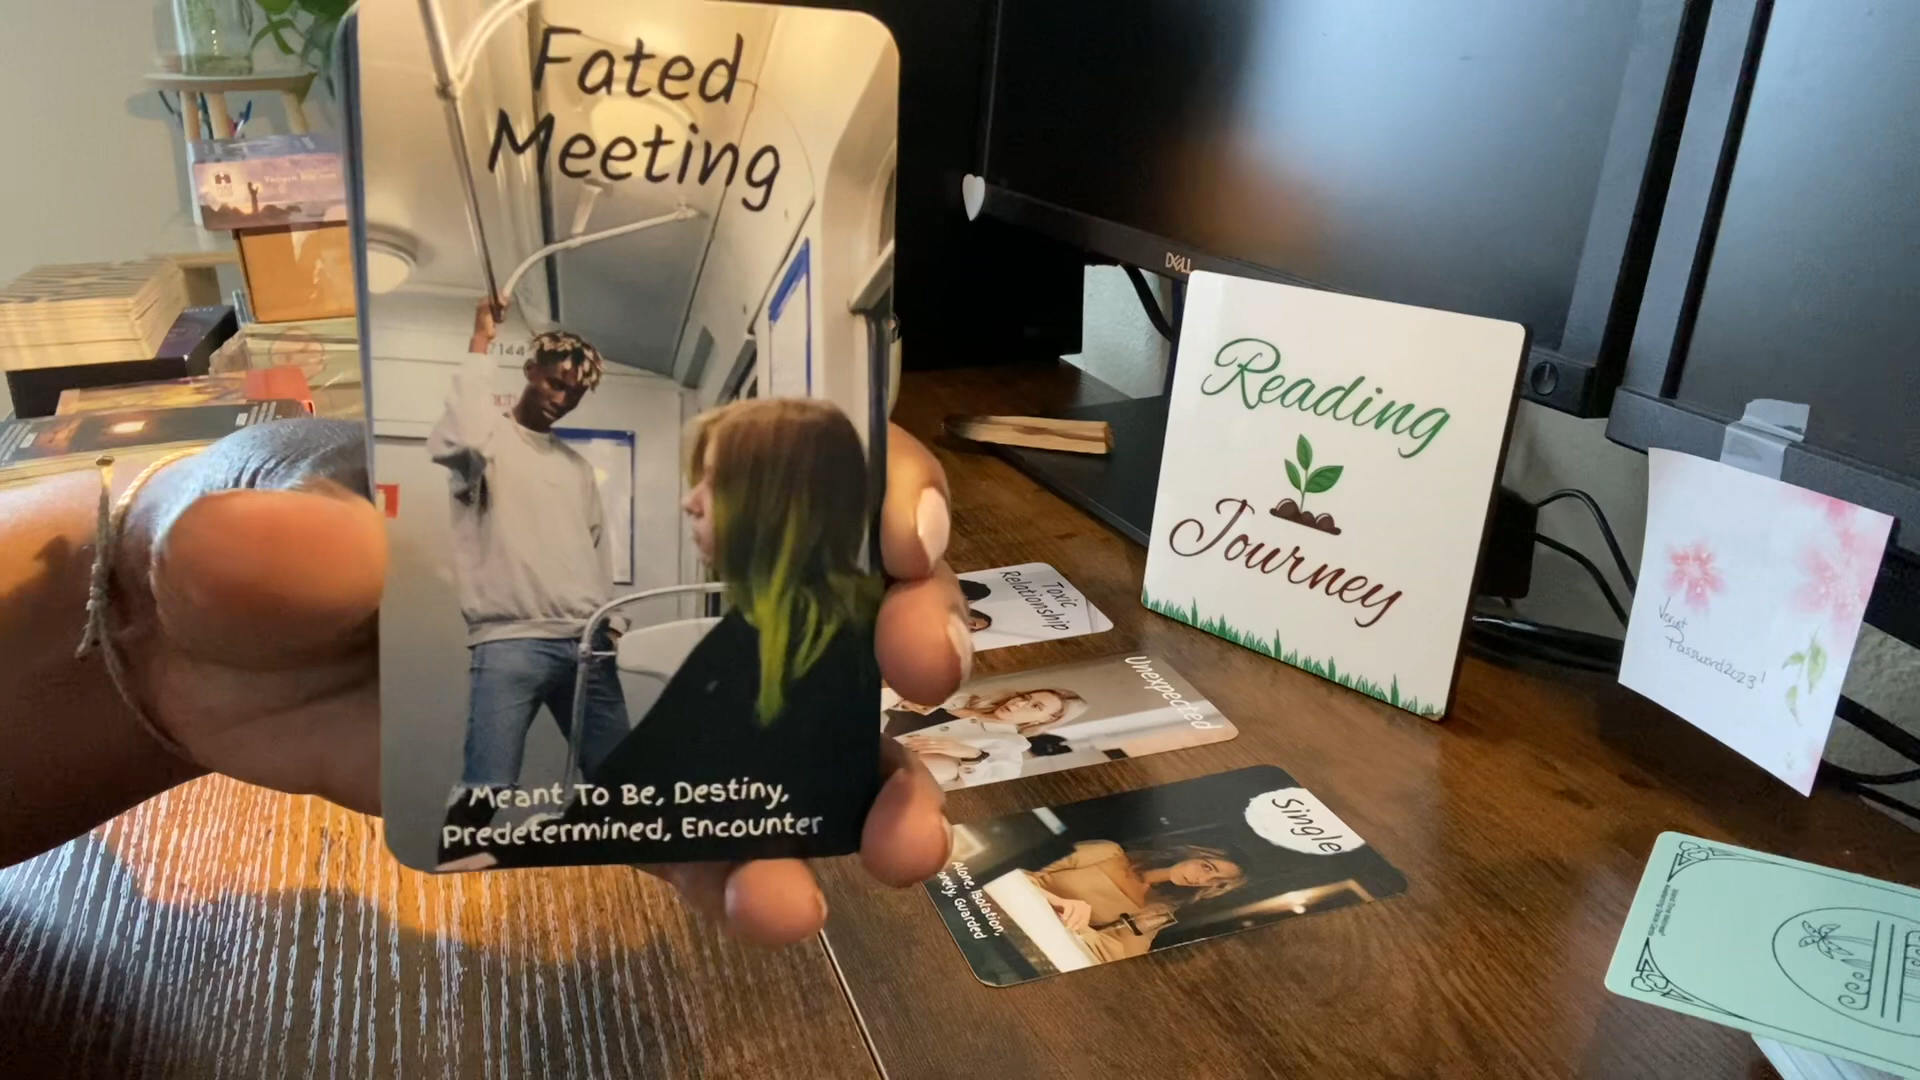 Fated
Meeting
7144
Meant To Be, Destiny,
Predetermined, Encounter
DELL
Reading
Journey
Toxic
Relationship
Unexpected
Single
Alone, Isolation,
Guarded
Password2023!